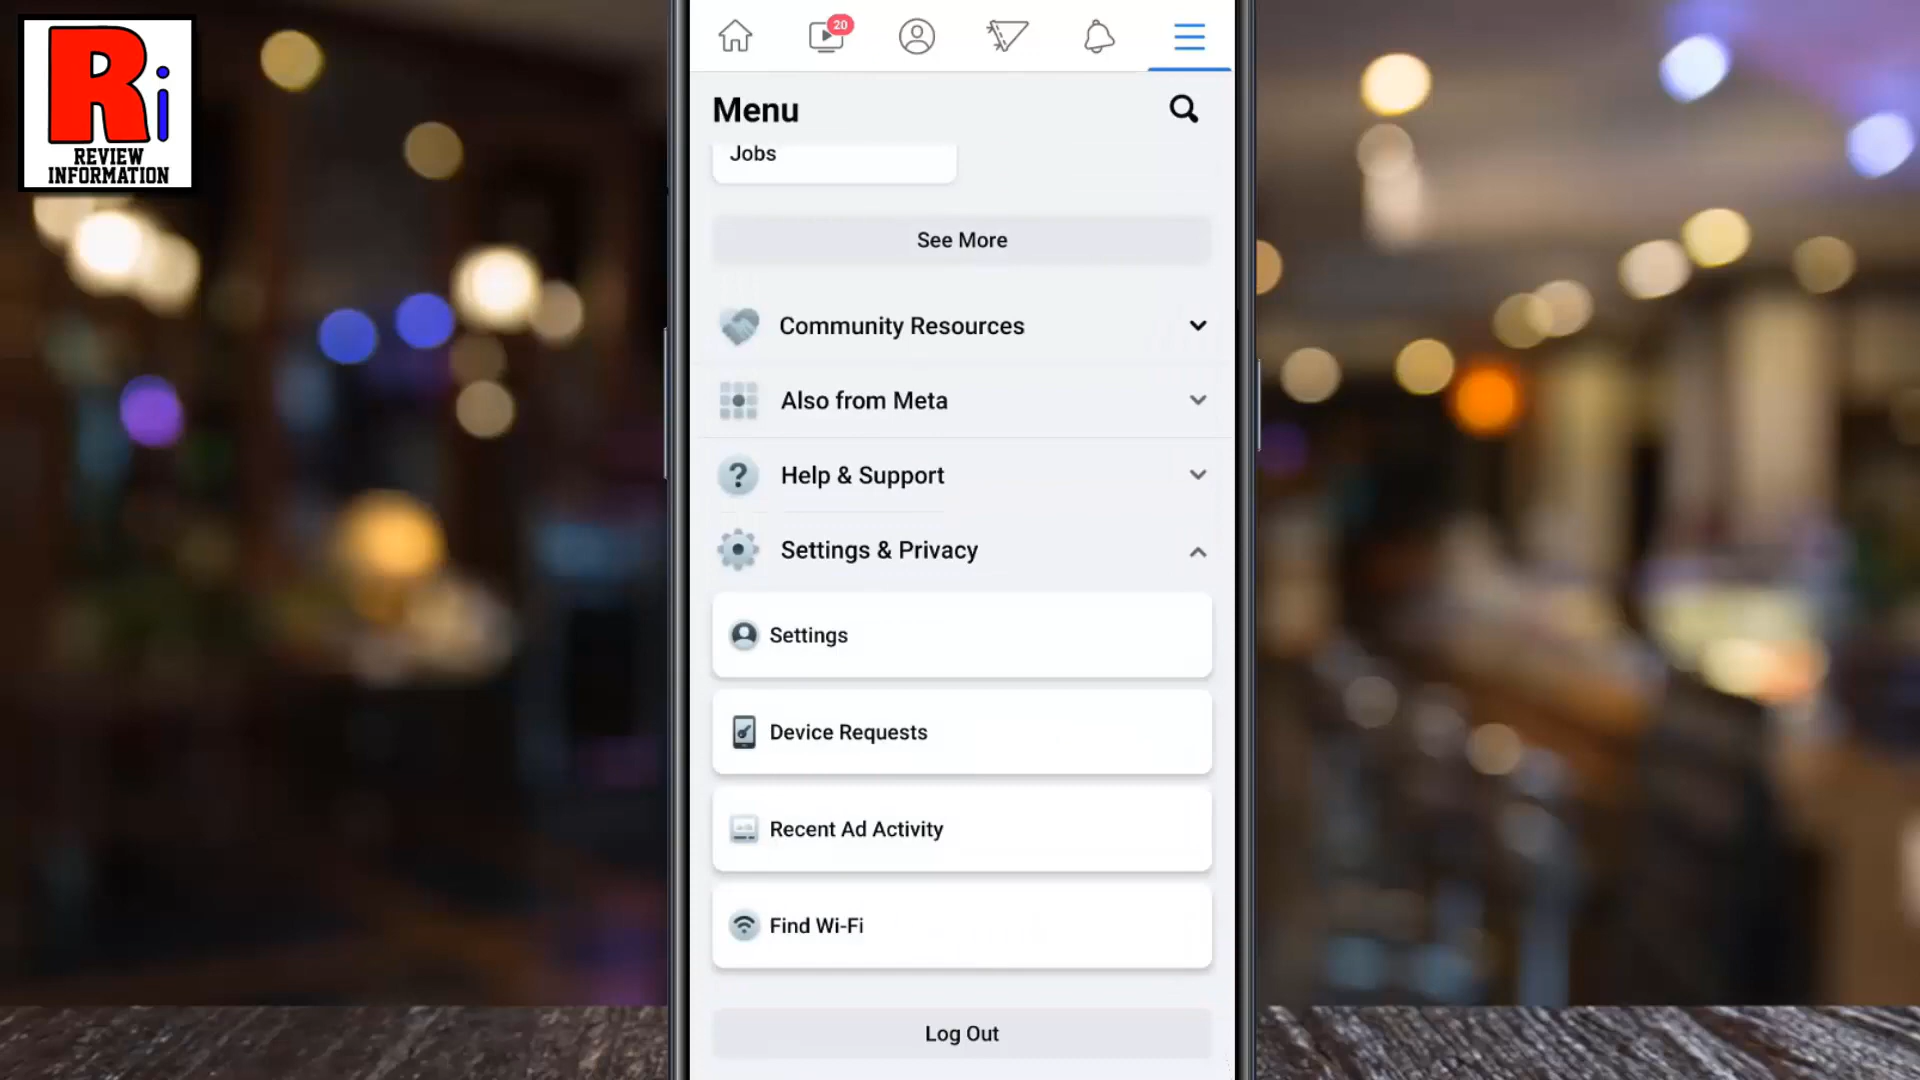 Ri
REVIEW
INFORMATION
20
Menu
Jobs
See More
Community Resources
Also from Meta
Help & Support
Settings & Privacy
Settings
Device Requests
Recent Ad Activity
Find Wi-Fi
Log Out